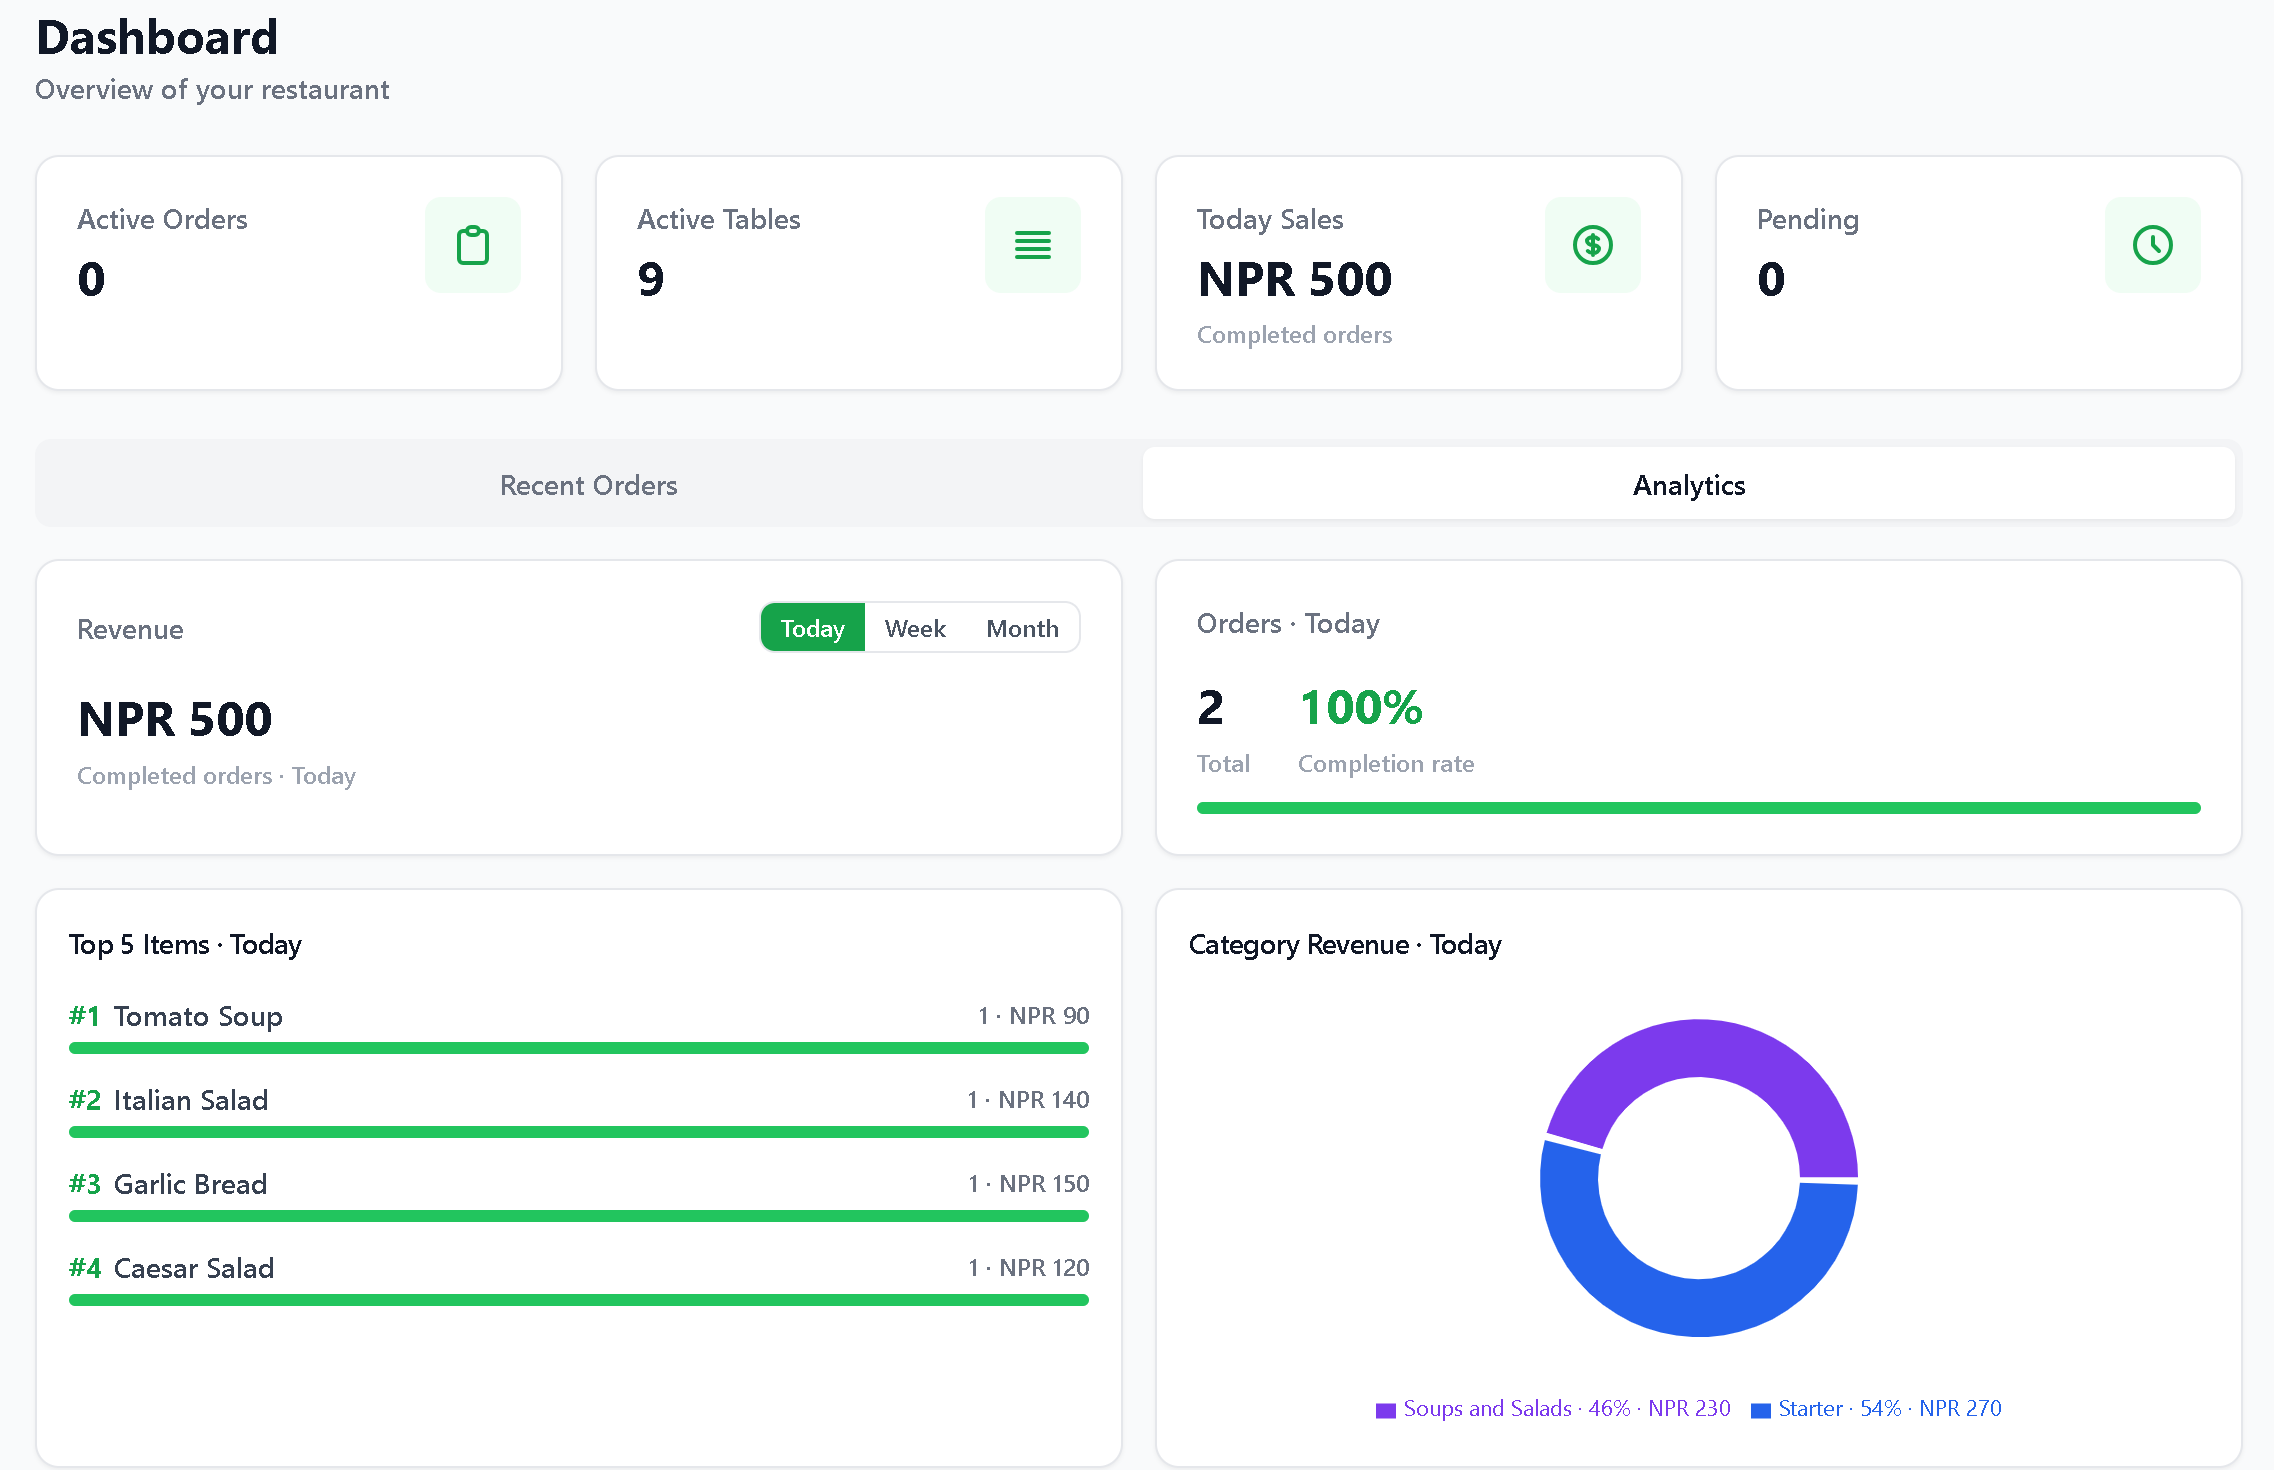 Dashboard
Overview of your restaurant
Active Orders
0
Active Tables
9
Today Sales
NPR 500
Completed orders
Pending
0
Recent Orders
Analytics
Revenue
Today Week Month
NPR 500
Completed orders · Today
Orders · Today
2 100%
Total Completion rate
Top 5 Items · Today
#1 Tomato Soup 1 · NPR 90
#2 Italian Salad 1 · NPR 140
#3 Garlic Bread 1 · NPR 150
#4 Caesar Salad 1 · NPR 120
Category Revenue · Today
Soups and Salads · 46% · NPR 230 Starter · 54% · NPR 270